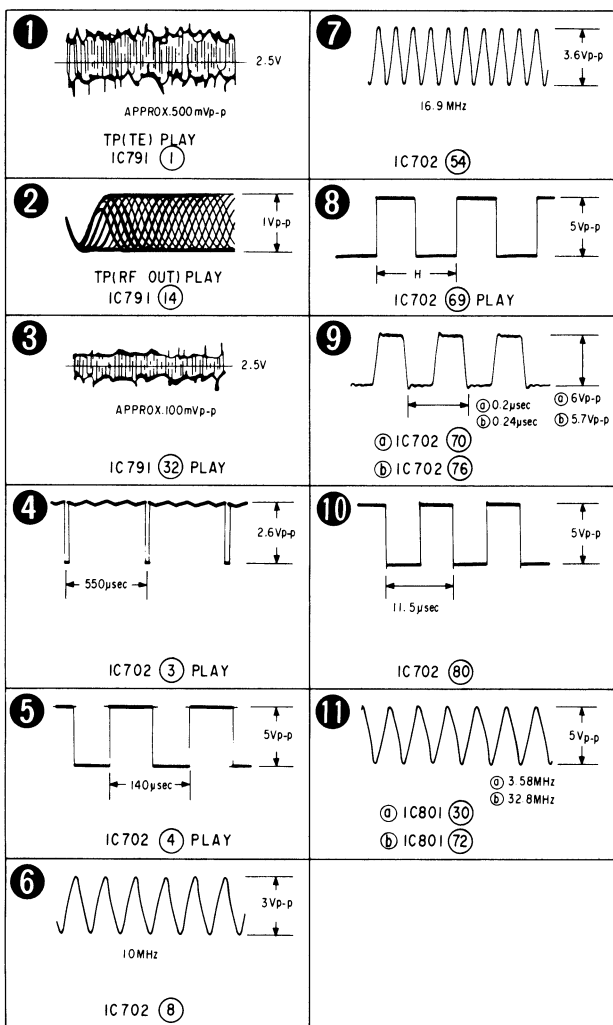 1
2.5V
APPROX.500mVp-p
TP(TE) PLAY
IC791 1
2
1Vp-p
TP(RF OUT) PLAY
IC791 14
3
2.5V
APPROX.100mVp-p
IC791 32 PLAY
4
2.6Vp-p
550μsec
IC702 3 PLAY
5
5Vp-p
140μsec
IC702 4 PLAY
6
3Vp-p
10MHz
IC702 8
7
3.6Vp-p
16.9 MHz
IC702 54
8
5Vp-p
H
IC702 69 PLAY
9
ⓐ 0.2μsec ⓐ 6Vp-p
ⓑ 0.24μsec ⓑ 5.7Vp-p
ⓐ IC702 70
ⓑ IC702 76
10
5Vp-p
11.5μsec
IC702 80
11
5Vp-p
ⓐ 3.58MHz
ⓑ 32.8MHz
ⓐ IC801 30
ⓑ IC801 72